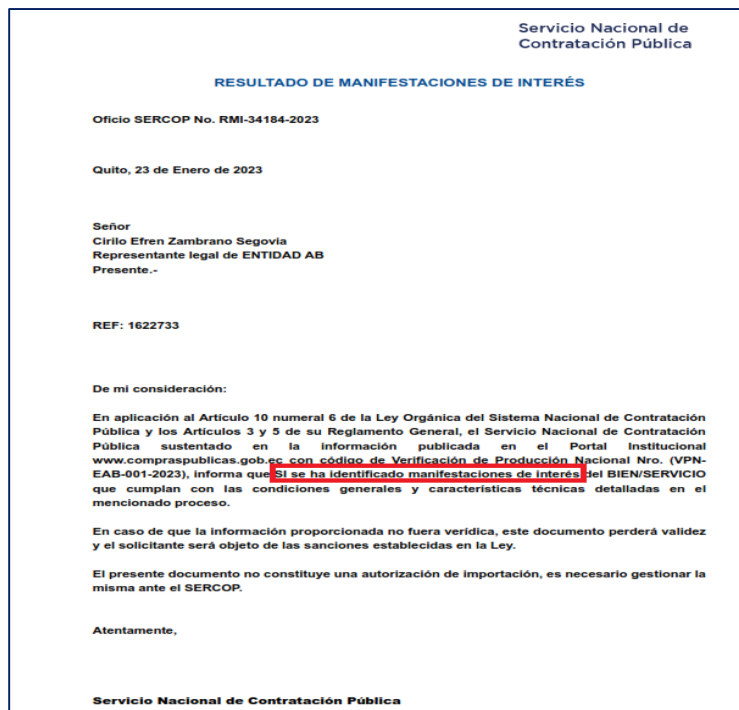 Servicio Nacional de
Contratación Pública
RESULTADO DE MANIFESTACIONES DE INTERÉS
Oficio SERCOP No. RMI-34184-2023
Quito, 23 de Enero de 2023
Señor
Cirilo Efren Zambrano Segovia
Representante legal de ENTIDAD AB
Presente.-
REF: 1622733
De mi consideración:
En aplicación al Artículo 10 numeral 6 de la Ley Orgánica del Sistema Nacional de Contratación
Pública y los Artículos 3 y 5 de su Reglamento General, el Servicio Nacional de Contratación
Pública sustentado en la información publicada en el Portal Institucional
www.compraspublicas.gob.ec con código de Verificación de Producción Nacional Nro. (VPN-
EAB-001-2023), informa que SI se ha identificado manifestaciones de interés del BIEN/SERVICIO
que cumplan con las condiciones generales y características técnicas detalladas en el
mencionado proceso.
En caso de que la información proporcionada no fuera verídica, este documento perderá validez
y el solicitante será objeto de las sanciones establecidas en la Ley.
El presente documento no constituye una autorización de importación, es necesario gestionar la
misma ante el SERCOP.
Atentamente,
Servicio Nacional de Contratación Pública